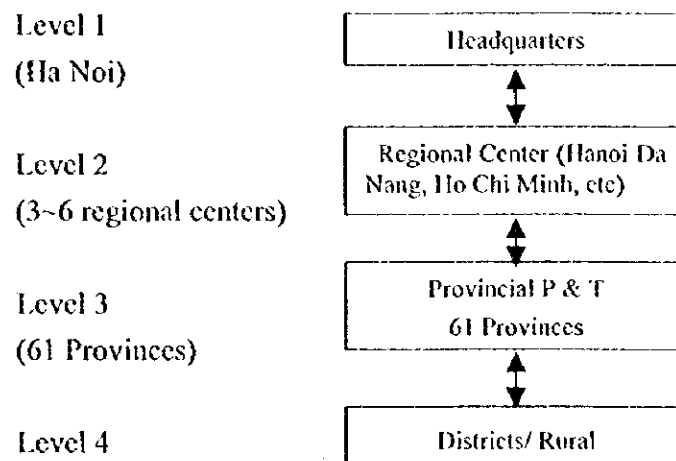 Level 1
(Ha Noi)
Headquarters
Level 2
(3~6 regional centers)
Regional Center (Hanoi Da
Nang, Ho Chi Minh, etc)
Level 3
(61 Provinces)
Provincial P & T
61 Provinces
Level 4
Districts/ Rural